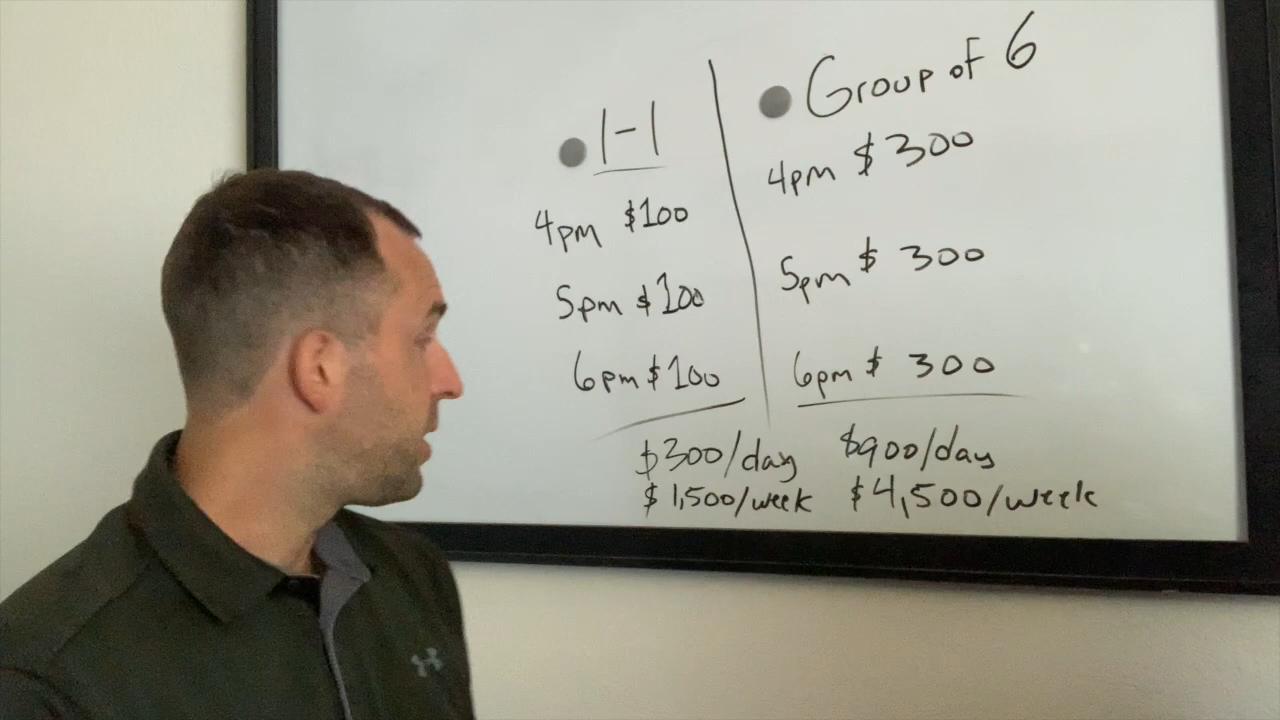 1-1
4pm $100
5pm $100
6pm $100
$300/day
$1,500/week
Group of 6
4pm $300
5pm $ 300
6pm $ 300
$900/day
$4,500/week